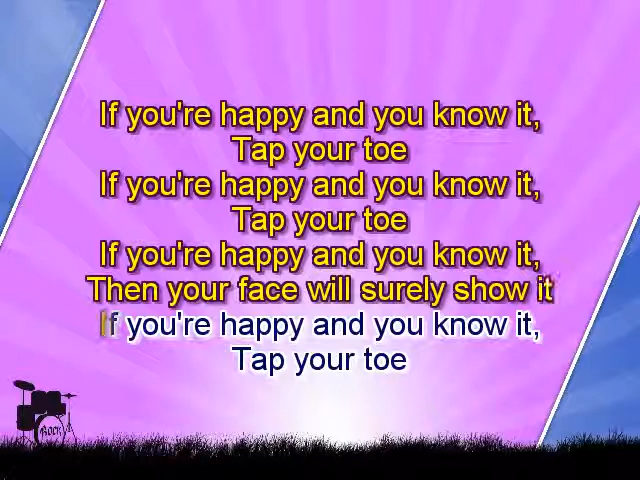 If you're happy and you know it,
Tap your toe
If you're happy and you know it,
Tap your toe
If you're happy and you know it,
Then your face will surely show it
If you're happy and you know it,
Tap your toe
ROCK